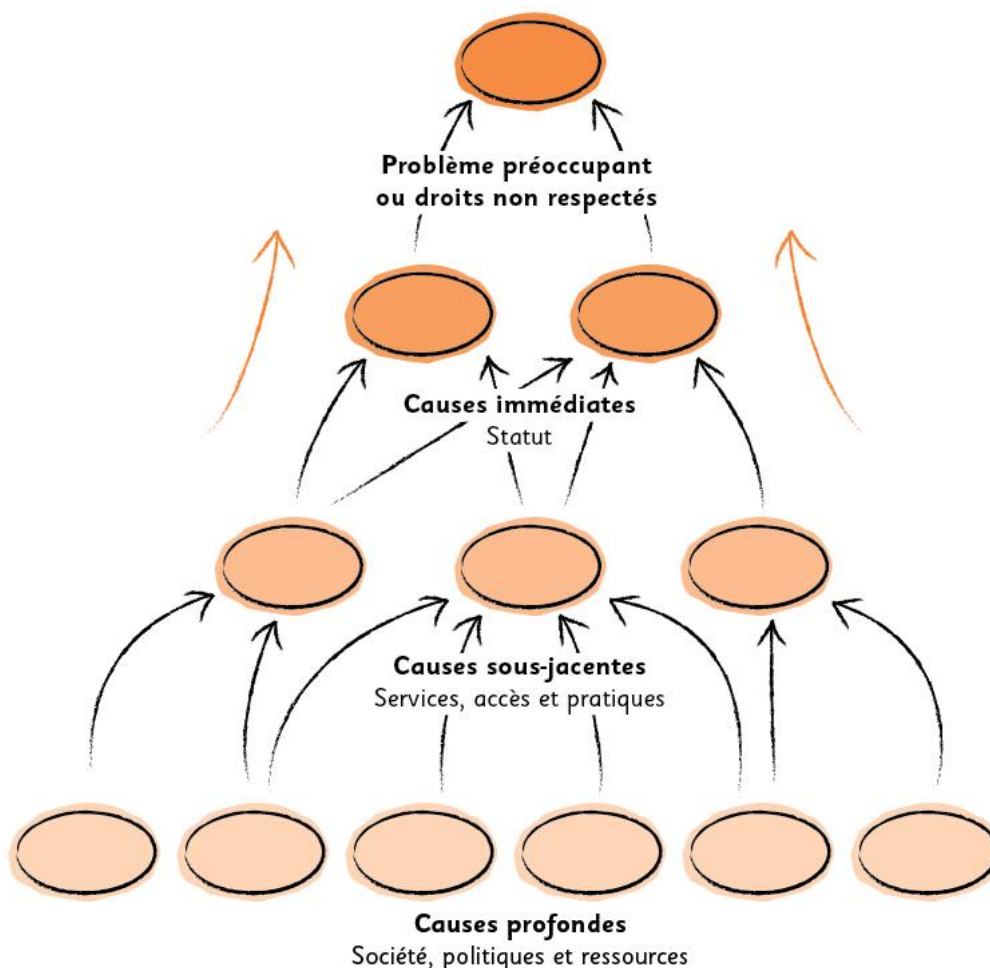 Problème préoccupant
ou droits non respectés
Causes immédiates
Statut
Causes sous-jacentes
Services, accès et pratiques
Causes profondes
Société, politiques et ressources